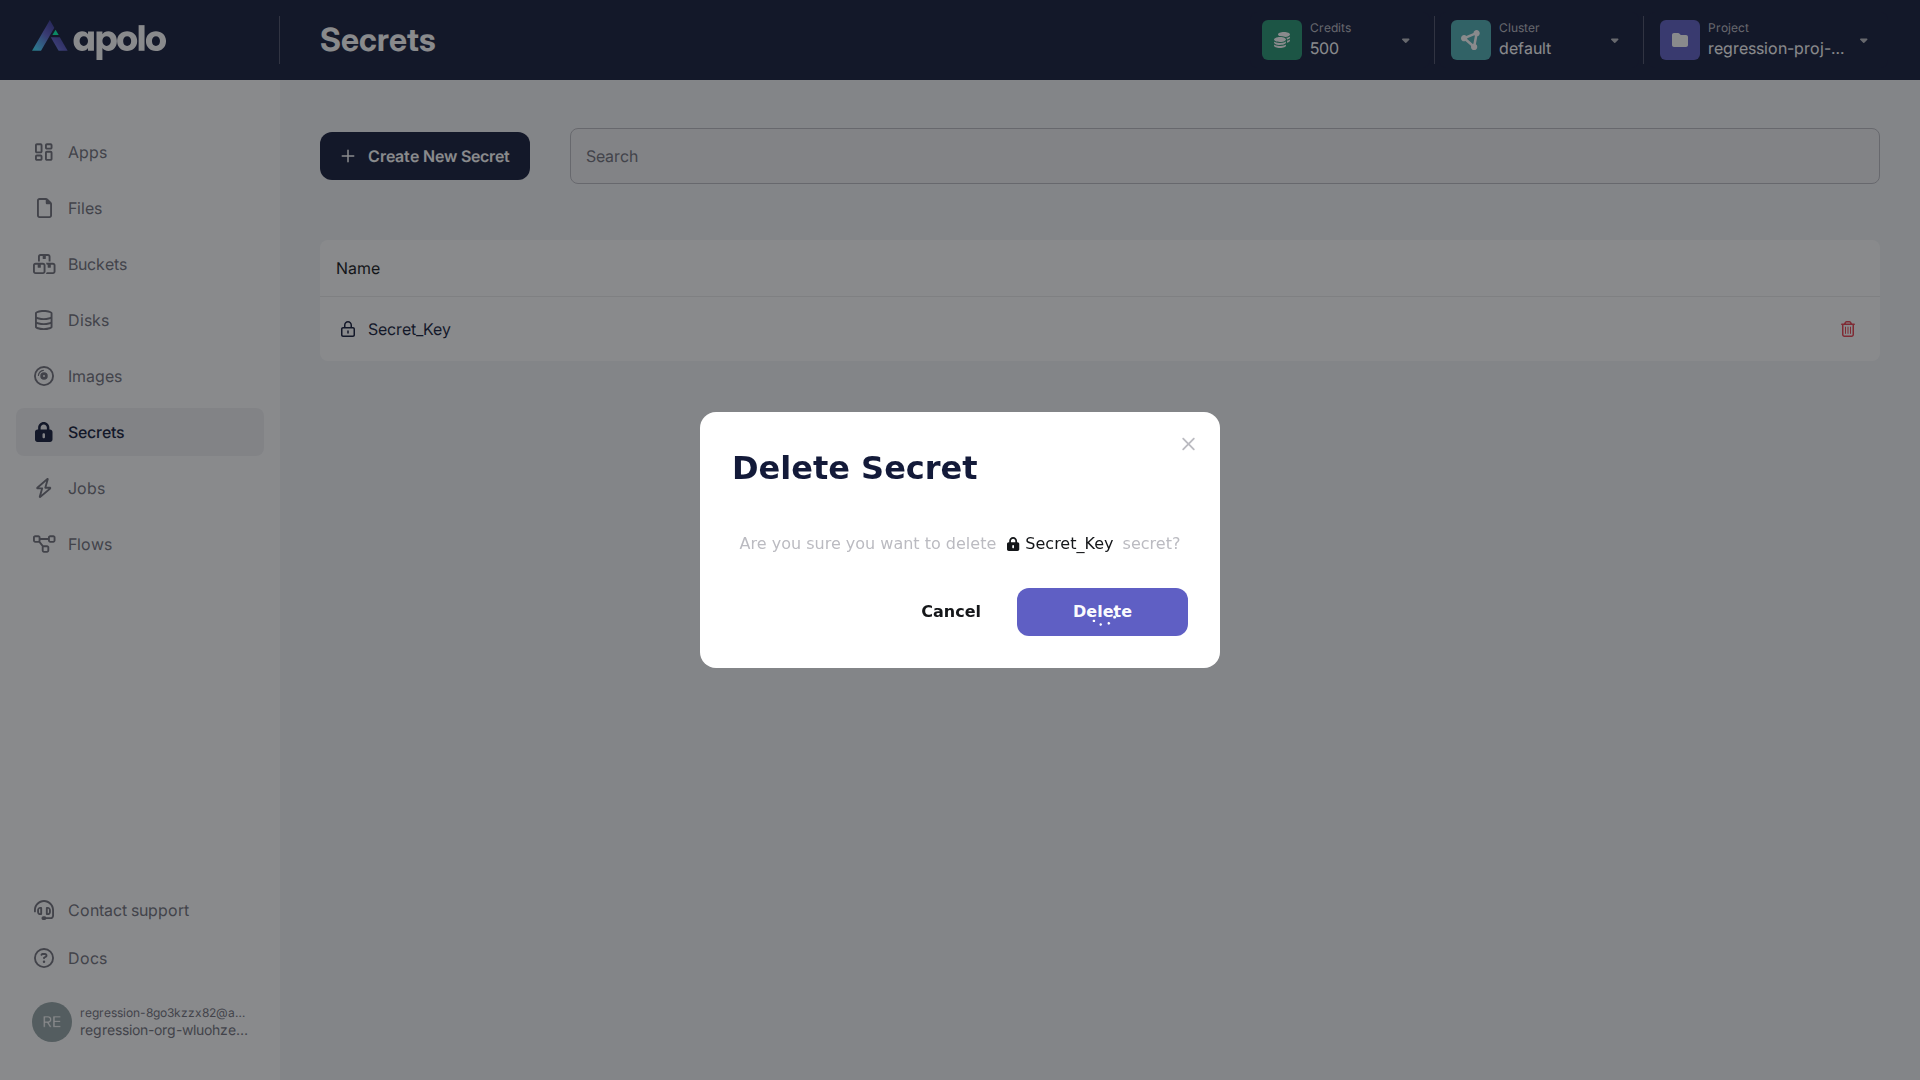 apolo
Secrets
Credits
500
Cluster
default
Project
regression-proj-...
Apps
Files
Buckets
Disks
Images
Secrets
Jobs
Flows
Contact support
Docs
RE
regression-8go3kzzx82@a...
regression-org-wluohze...
Create New Secret
Search
Name
Secret_Key
Delete Secret
Are you sure you want to delete Secret_Key secret?
Cancel
Delete